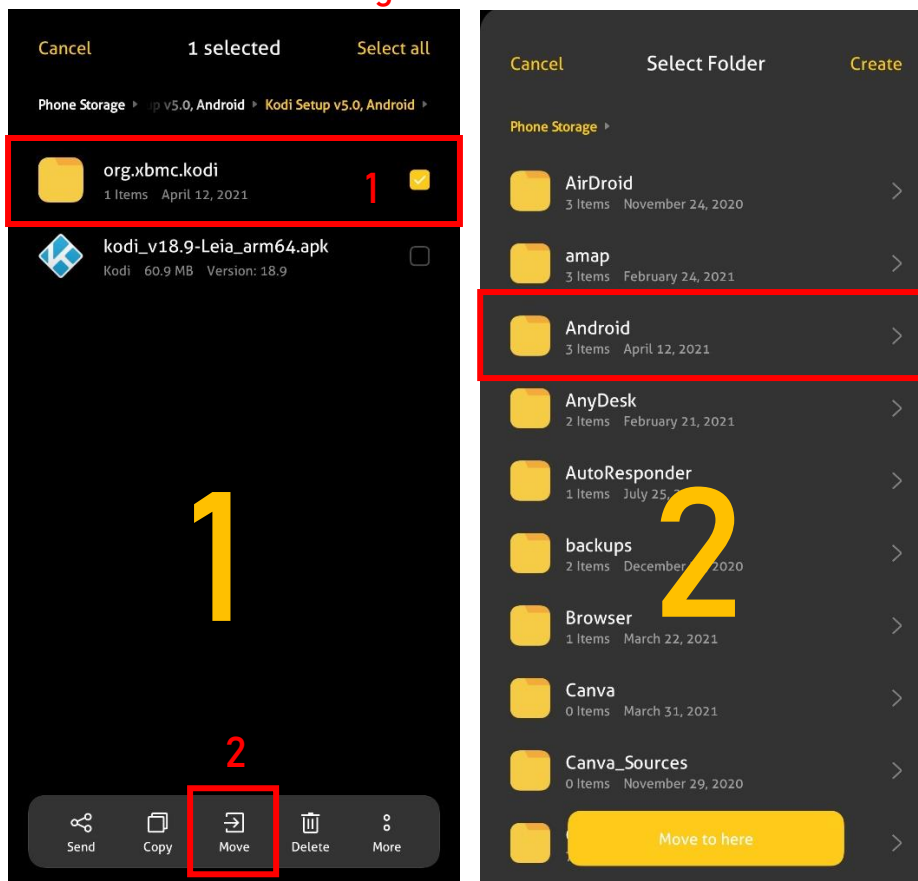 Cancel 1 selected Select all
Phone Storage v5.0, Android Kodi Setup v5.0, Android
org.xbmc.kodi
1 Items April 12, 2021
1
kodi_v18.9-Leia_arm64.apk
Kodi 60.9 MB Version: 18.9
1
2
Send Copy Move Delete More
Cancel Select Folder Create
Phone Storage
AirDroid
3 Items November 24, 2020
amap
3 Items February 24, 2021
Android
3 Items April 12, 2021
AnyDesk
2 Items February 21, 2021
AutoResponder
1 Items July 25,
backups
2 Items December 2020
2
Browser
1 Items March 22, 2021
Canva
0 Items March 31, 2021
Canva_Sources
0 Items November 29, 2020
Move to here